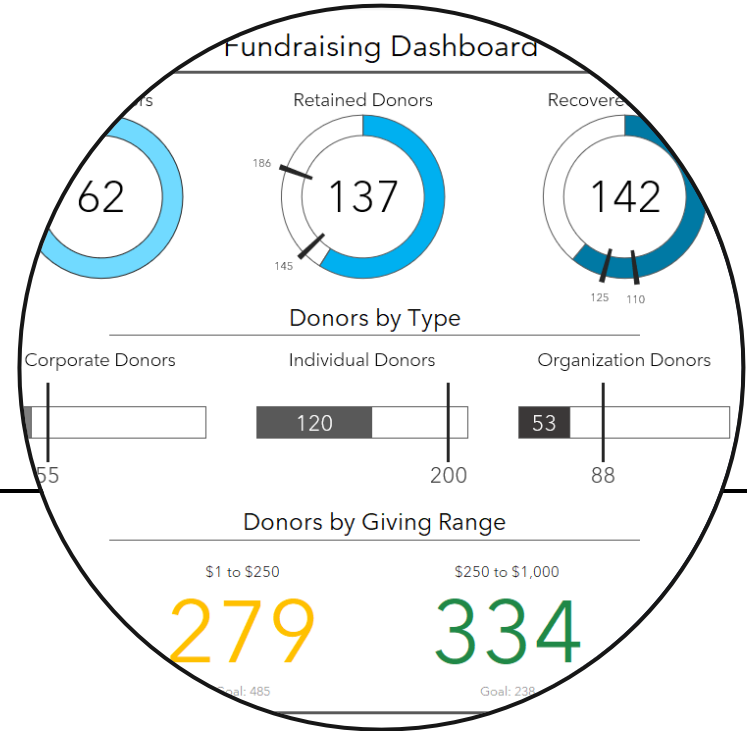 Fundraising Dashboard
Retained Donors
62
186
137
145
142
125 110
Donors by Type
Corporate Donors Individual Donors Organization Donors
120 53
55 200 88
Donors by Giving Range
$1 to $250 $250 to $1,000
279 334
485 Goal: 238